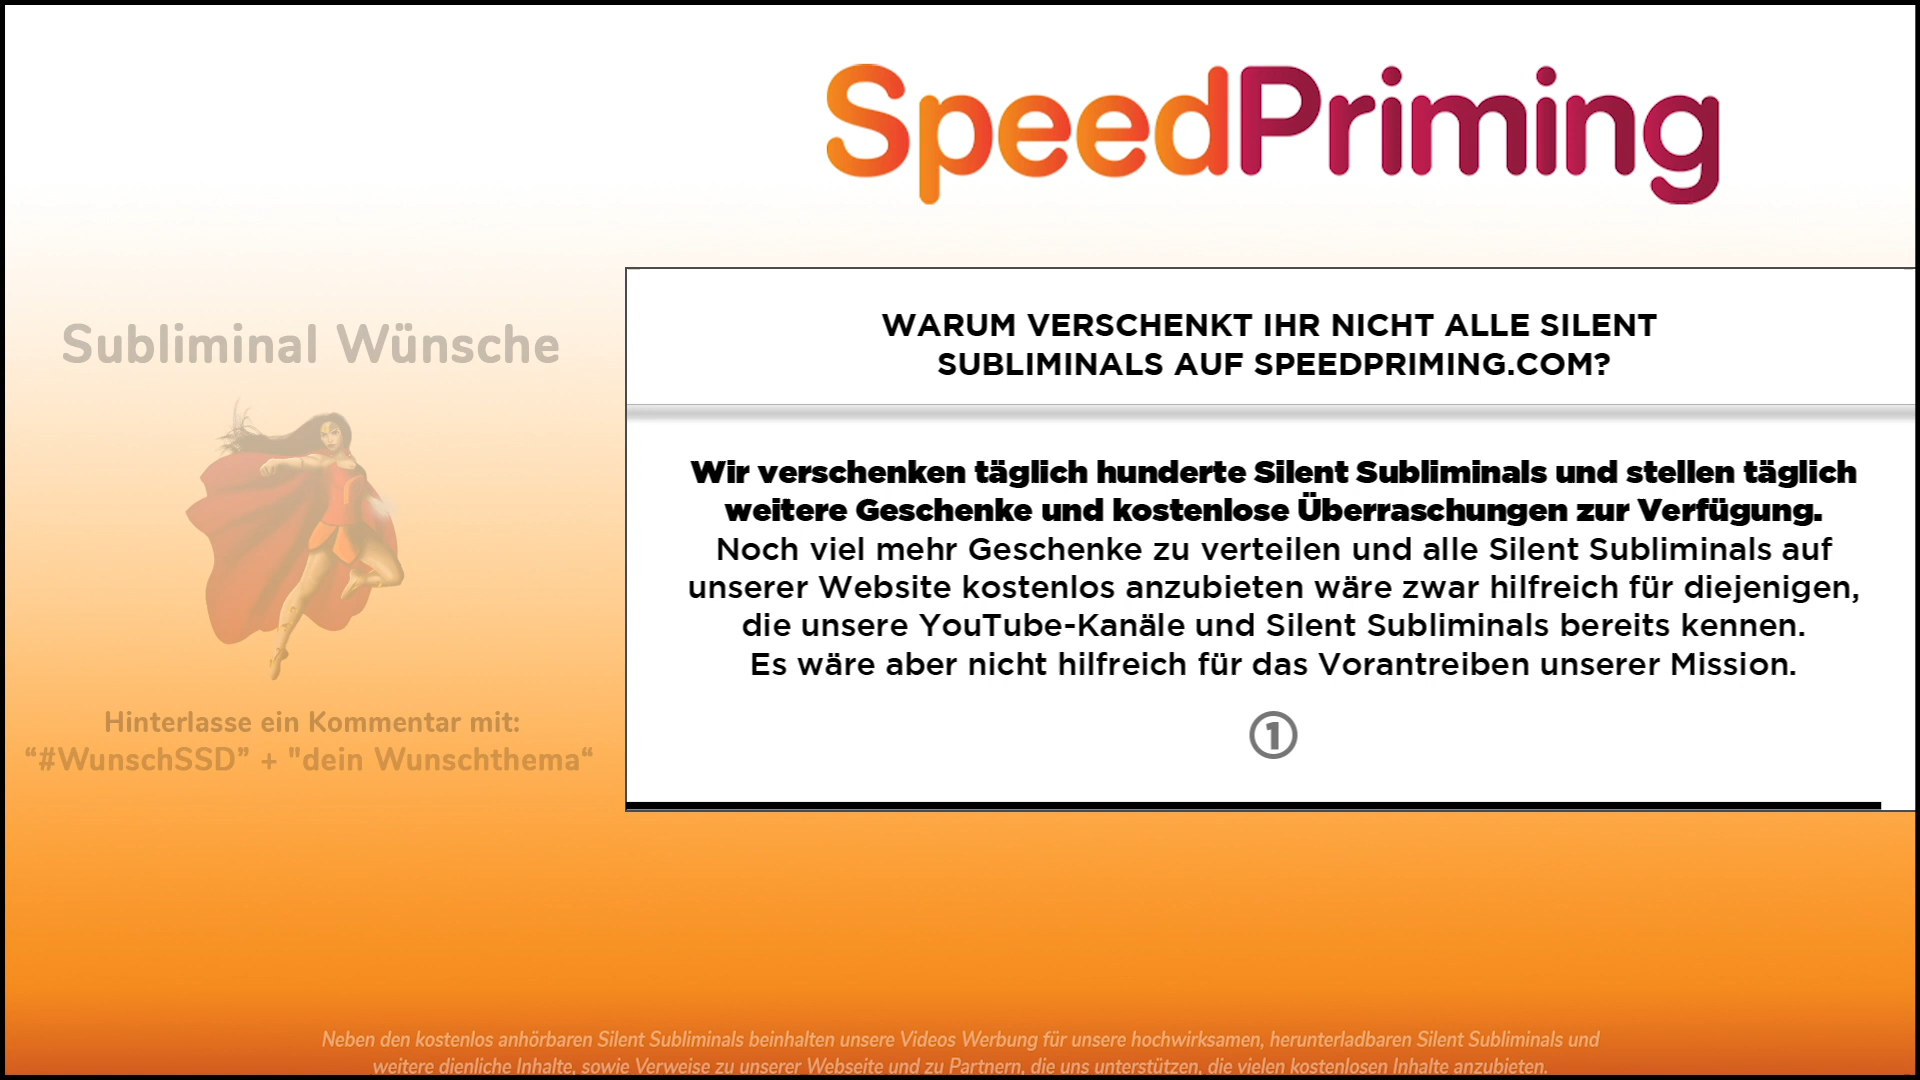 SpeedPriming
Subliminal Wünsche
Hinterlasse ein Kommentar mit:
“#WunschSSD” + "dein Wunschthema“
WARUM VERSCHENKT IHR NICHT ALLE SILENT
SUBLIMINALS AUF SPEEDPRIMING.COM?
Wir verschenken täglich hunderte Silent Subliminals und stellen täglich
weitere Geschenke und kostenlose Überraschungen zur Verfügung.
Noch viel mehr Geschenke zu verteilen und alle Silent Subliminals auf
unserer Website kostenlos anzubieten wäre zwar hilfreich für diejenigen,
die unsere YouTube-Kanäle und Silent Subliminals bereits kennen.
Es wäre aber nicht hilfreich für das Vorantreiben unserer Mission.
①
Neben den kostenlos anhörbaren Silent Subliminals beinhalten unsere Videos Werbung für unsere hochwirksamen, herunterladbaren Silent Subliminals und
weitere dienliche Inhalte, sowie Verweise zu unserer Webseite und zu Partnern, die uns unterstützen, die vielen kostenlosen Inhalte anzubieten.